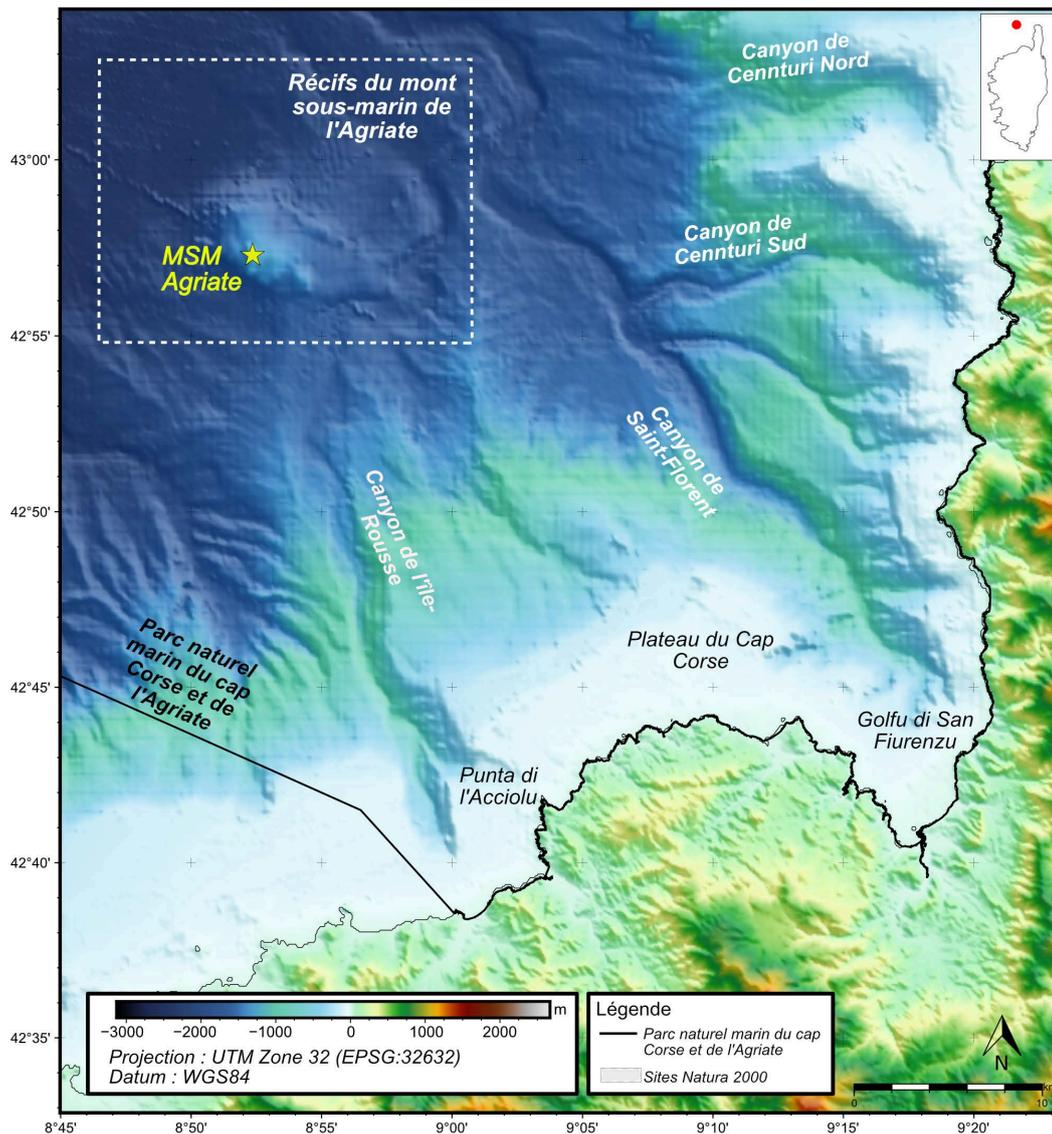 Canyon de
Cennturi Nord
Récifs du mont
sous-marin de
l'Agriate
43°00'
Canyon de
Cennturi Sud
MSM
Agriate
42°55'
Canyon de
Saint-Florent
Canyon de l'île-
Rousse
42°50'
Parc naturel
marin du cap
Corse et de
l'Agriate
Plateau du Cap
Corse
42°45'
Golfu di San
Fiurenzu
Punta di
l'Acciolu
42°40'
-3000 -2000 -1000 0 1000 2000 m
Projection : UTM Zone 32 (EPSG:32632)
Datum : WGS84
Légende
Parc naturel marin du cap
Corse et de l'Agriate
Sites Natura 2000
N
0 10
42°35'
8°45' 8°50' 8°55' 9°00' 9°05' 9°10' 9°15' 9°20'